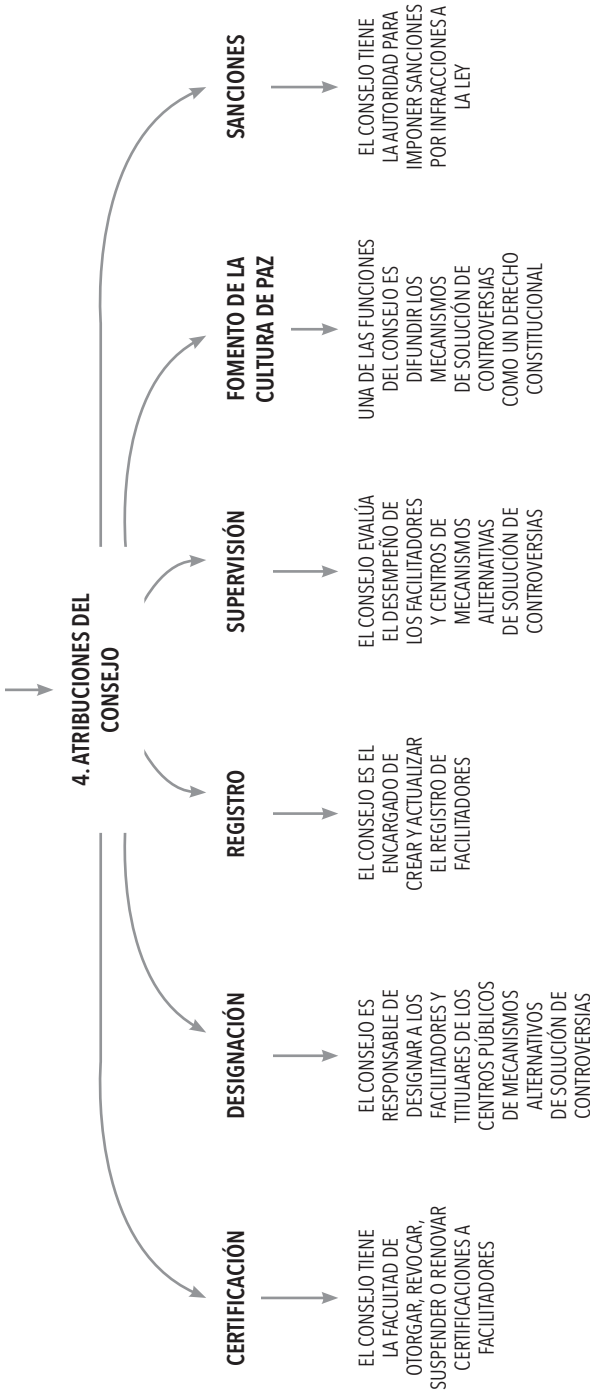 4. ATRIBUCIONES DEL
CONSEJO
CERTIFICACIÓN
EL CONSEJO TIENE
LA FACULTAD DE
OTORGAR, REVOCAR,
SUSPENDER O RENOVAR
CERTIFICACIONES A
FACILITADORES
DESIGNACIÓN
EL CONSEJO ES
RESPONSABLE DE
DESIGNAR A LOS
FACILITADORES Y
TITULARES DE LOS
CENTROS PÚBLICOS
DE MECANISMOS
ALTERNATIVOS
DE SOLUCIÓN DE
CONTROVERSIAS
REGISTRO
EL CONSEJO ES EL
ENCARGADO DE
CREAR Y ACTUALIZAR
EL REGISTRO DE
FACILITADORES
SUPERVISIÓN
EL CONSEJO EVALÚA
EL DESEMPEÑO DE
LOS FACILITADORES
Y CENTROS DE
MECANISMOS
ALTERNATIVAS
DE SOLUCIÓN DE
CONTROVERSIAS
FOMENTO DE LA
CULTURA DE PAZ
UNA DE LAS FUNCIONES
DEL CONSEJO ES
DIFUNDIR LOS
MECANISMOS
DE SOLUCIÓN DE
CONTROVERSIAS
COMO UN DERECHO
CONSTITUCIONAL
SANCIONES
EL CONSEJO TIENE
LA AUTORIDAD PARA
IMPONER SANCIONES
POR INFRACCIONES A
LA LEY